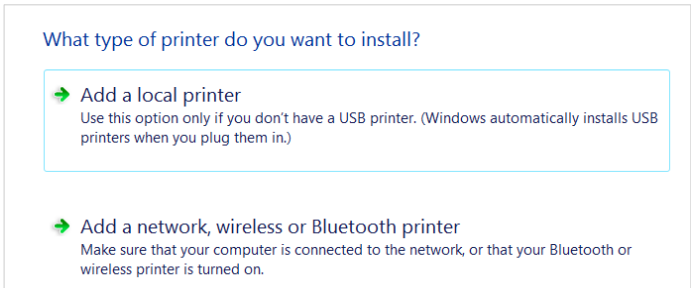 What type of printer do you want to install?
Add a local printer
Use this option only if you don't have a USB printer. (Windows automatically installs USB
printers when you plug them in.)
Add a network, wireless or Bluetooth printer
Make sure that your computer is connected to the network, or that your Bluetooth or
wireless printer is turned on.